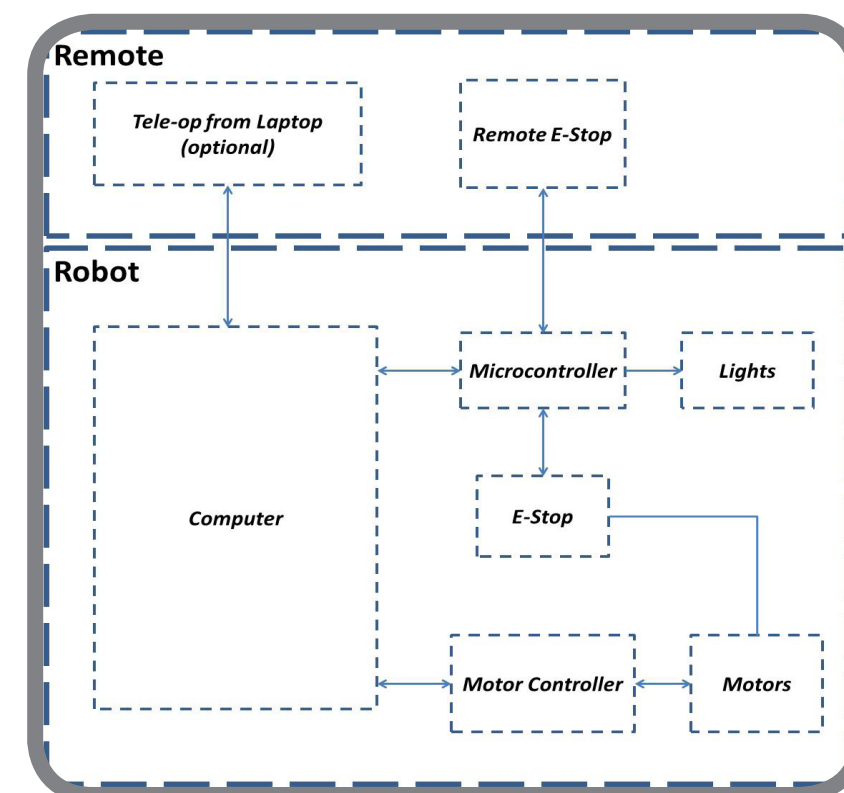 Remote
Tele-op from Laptop
(optional)
Remote E-Stop
Robot
Microcontroller
Lights
Computer
E-Stop
Motor Controller
Motors